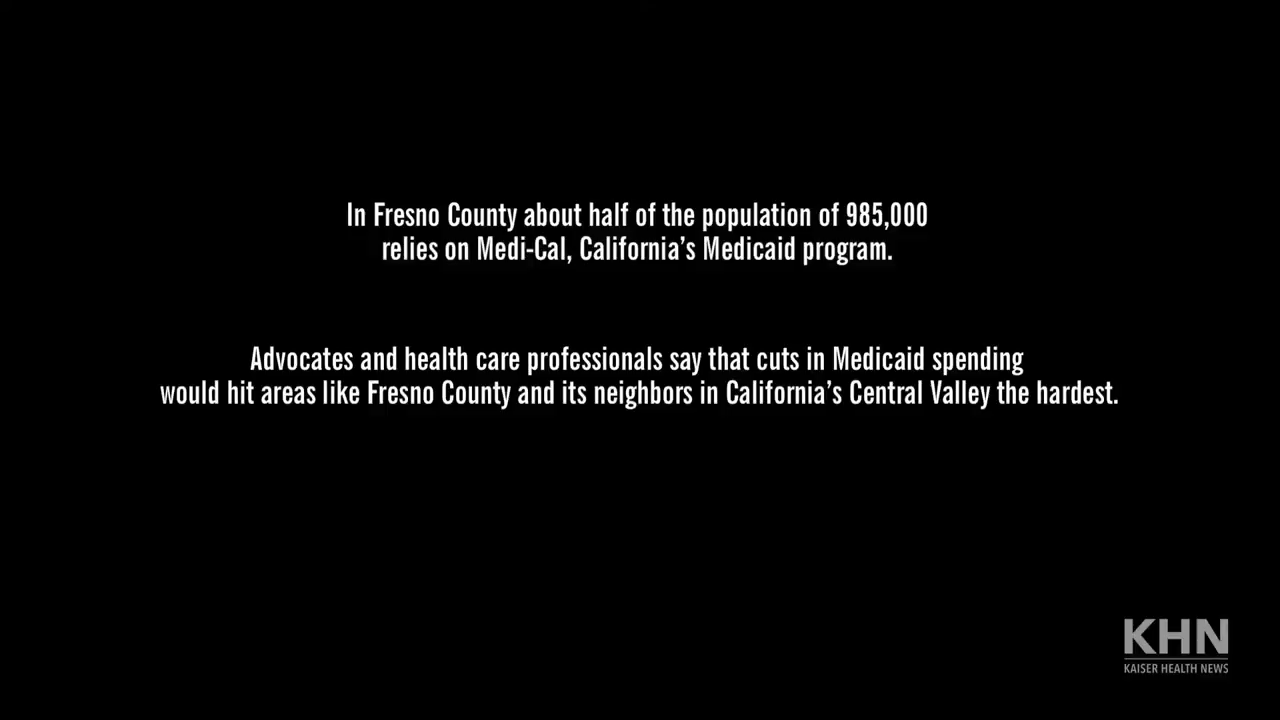 In Fresno County about half of the population of 985,000
relies on Medi-Cal, California’s Medicaid program.
Advocates and health care professionals say that cuts in Medicaid spending
would hit areas like Fresno County and its neighbors in California’s Central Valley the hardest.
KHN
KAISER HEALTH NEWS